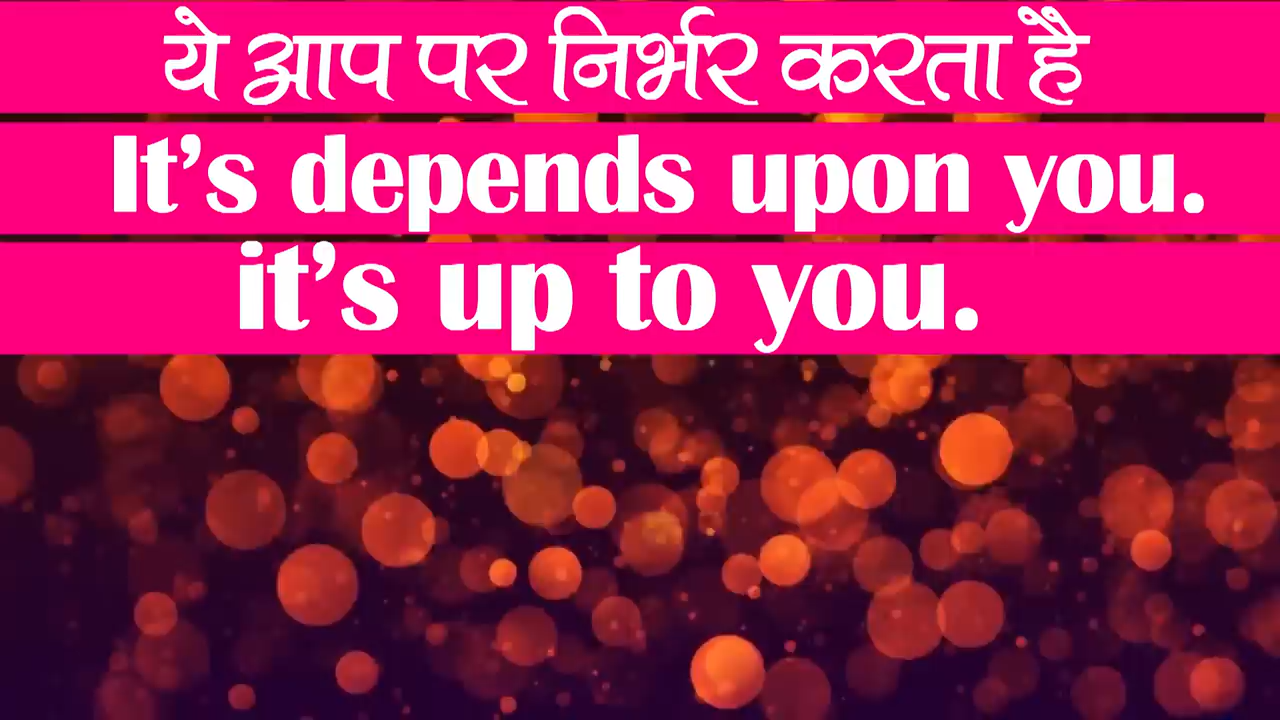 ये आप पर निर्भर करता है
It's depends upon you.
it's up to you.